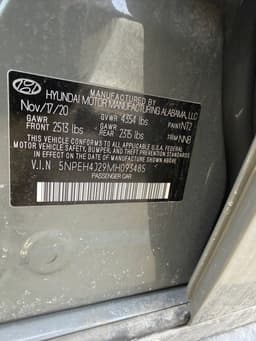 MANUFACTURED BY
HYUNDAI MOTOR MANUFACTURING ALABAMA, LLC
Nov/17/20 GVWR 4354 lbs PAINT NT2
GAWR FRONT 2513 lbs GAWR REAR 2315 lbs TRIM NNB
THIS VEHICLE CONFORMS TO ALL APPLICABLE U.S. FEDERAL
MOTOR VEHICLE SAFETY, BUMPER, AND THEFT PREVENTION
STANDARDS IN EFFECT ON THE DATE OF MANUFACTURE
SHOWN ABOVE.
V.I.N 5NPEH4J29MH093485
PASSENGER CAR